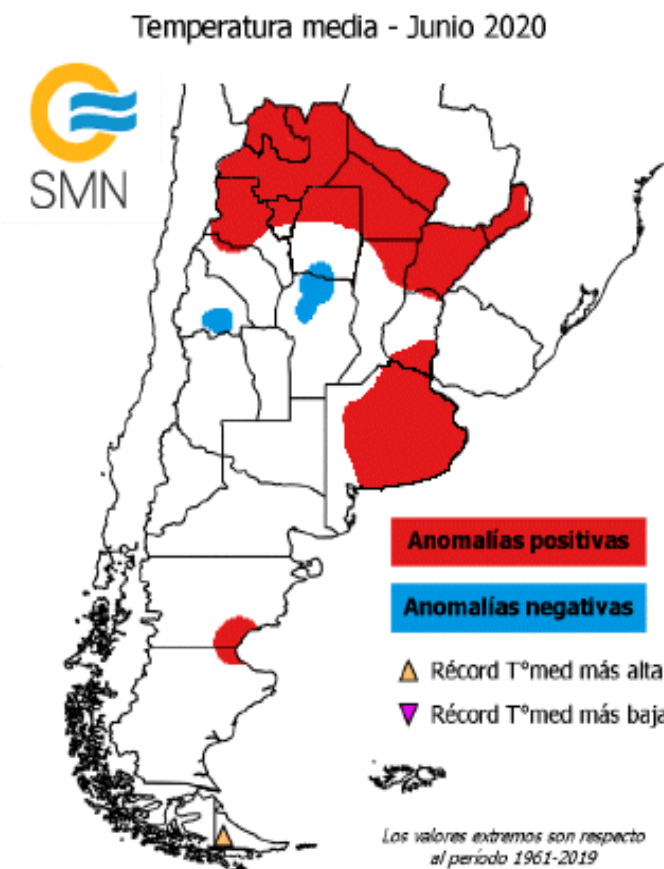 Temperatura media - Junio 2020
SMN
Anomalías positivas
Anomalías negativas
Récord T°med más alta
Récord T°med más baja
Los valores extremos son respecto
al período 1961-2019